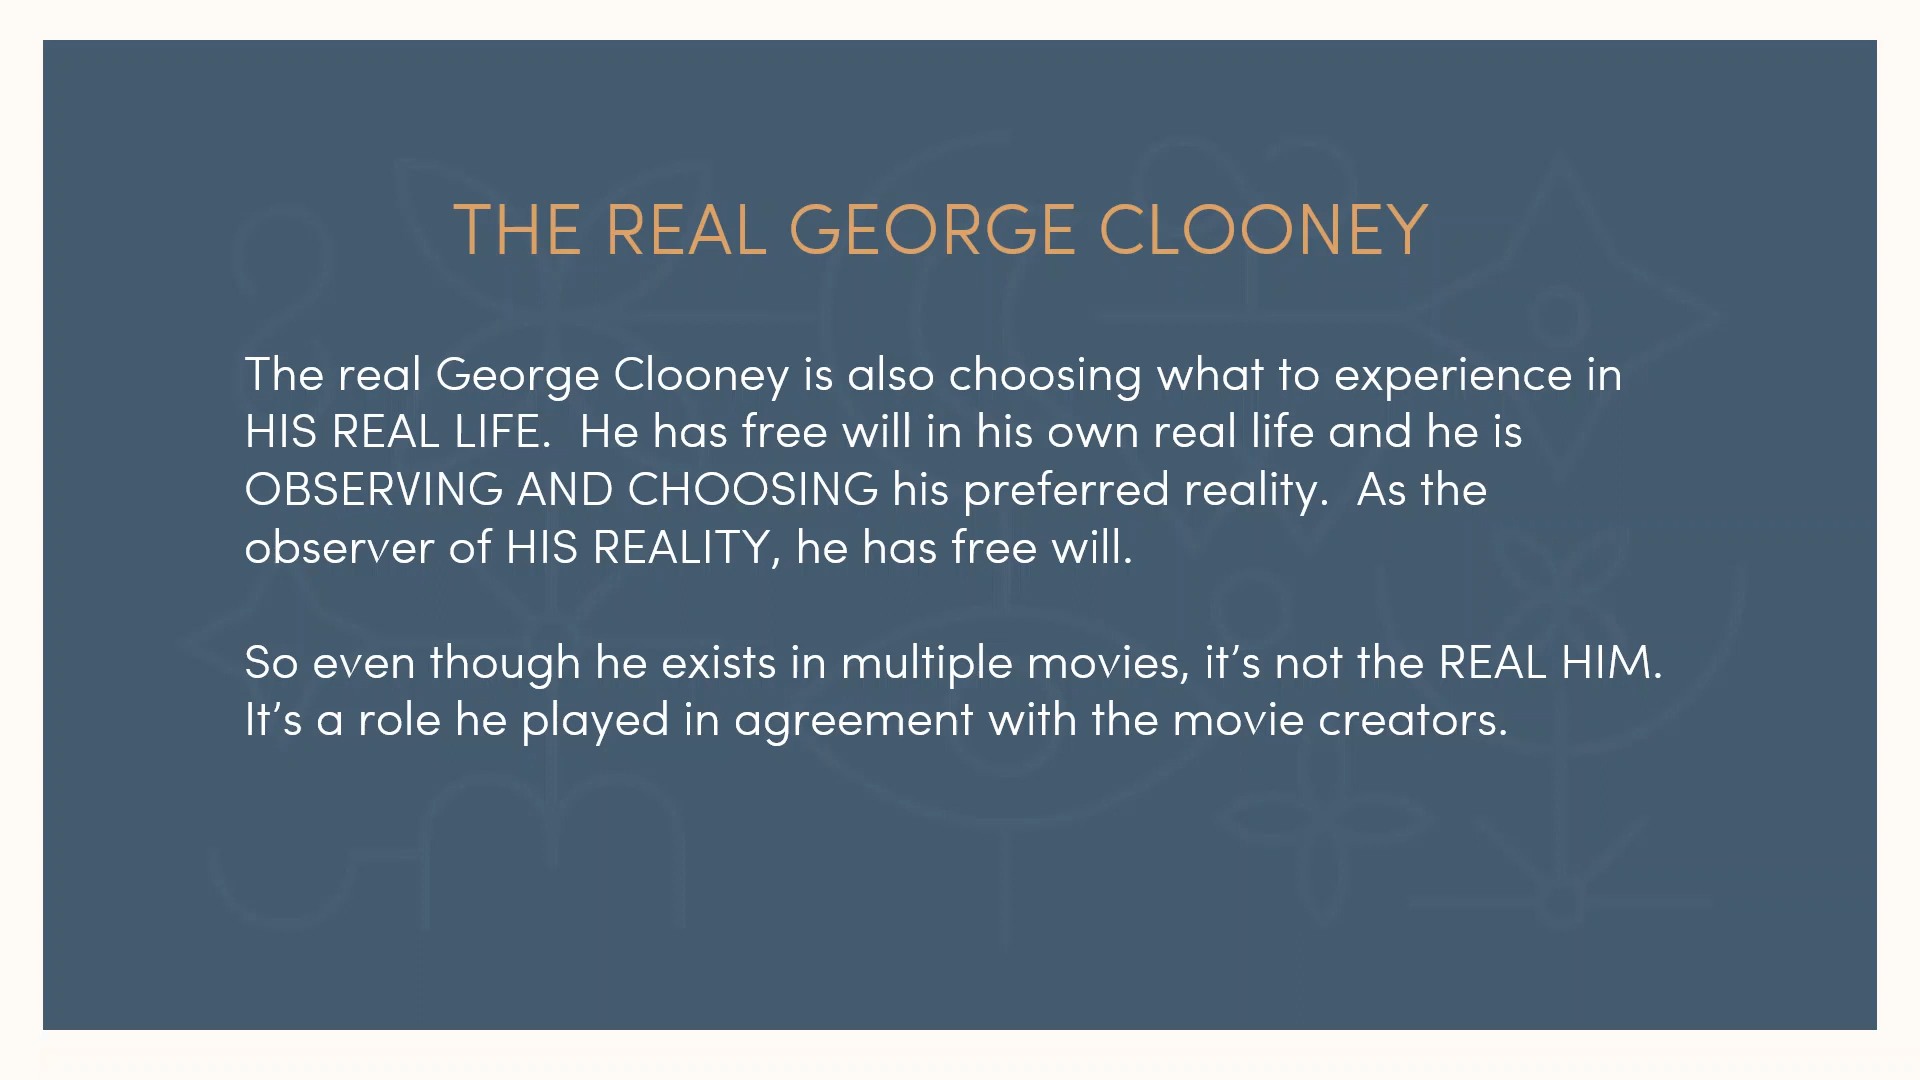 THE REAL GEORGE CLOONEY
The real George Clooney is also choosing what to experience in
HIS REAL LIFE.  He has free will in his own real life and he is
OBSERVING AND CHOOSING his preferred reality.  As the
observer of HIS REALITY, he has free will.
So even though he exists in multiple movies, it’s not the REAL HIM.
It’s a role he played in agreement with the movie creators.